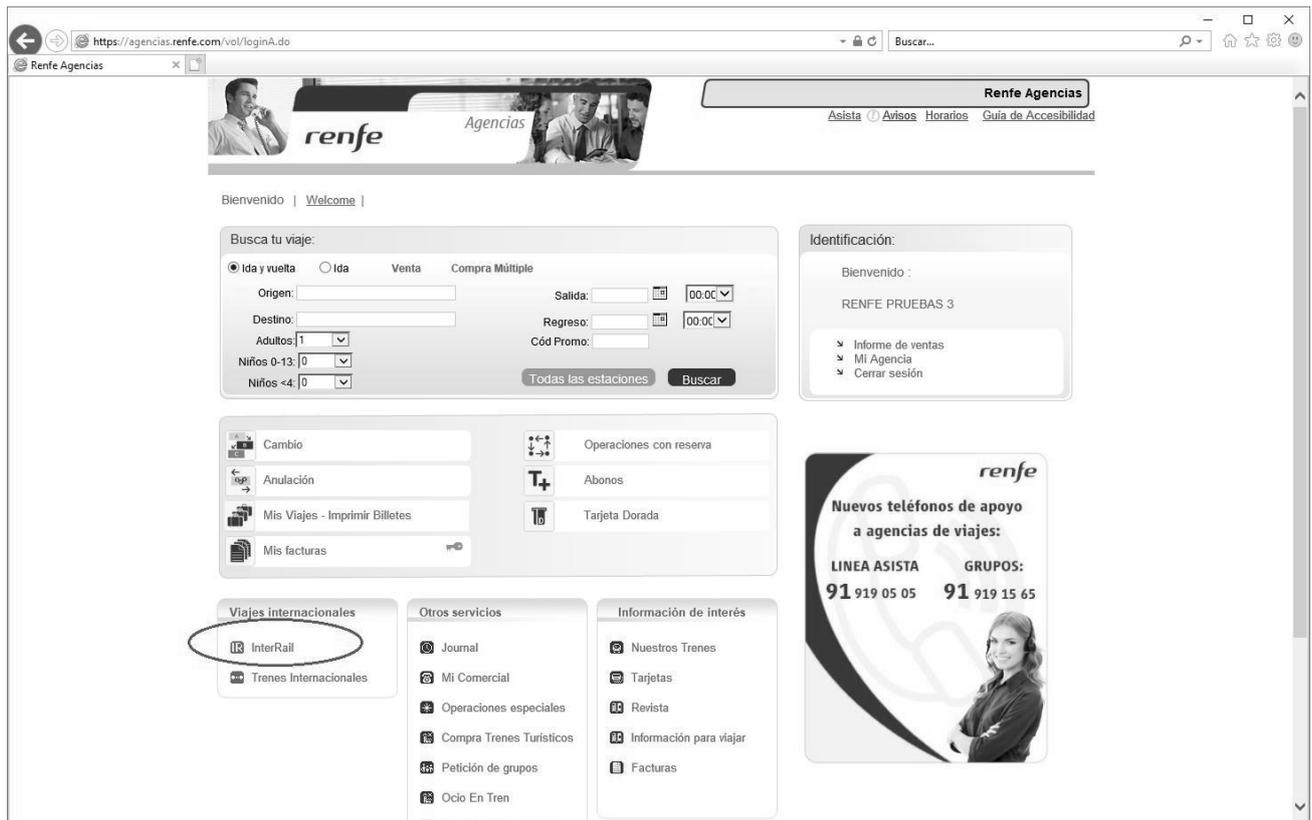 https://agencias.renfe.com/vol/loginA.do
Buscar...
Renfe Agencias
renfe
Agencias
Renfe Agencias
Asista Avisos Horarios Guía de Accesibilidad
Bienvenido | Welcome |
Busca tu viaje:
Ida y vuelta Ida Venta Compra Múltiple
Origen:
Salida: 00:00
Destino:
Regreso: 00:00
Adultos: 1
Cód Promo:
Niños 0-13: 0
Niños <4: 0
Todas las estaciones Buscar
Identificación:
Bienvenido :
RENFE PRUEBAS 3
Informe de ventas
Mi Agencia
Cerrar sesión
Cambio
Operaciones con reserva
Anulación
T+ Abonos
Mis Viajes - Imprimir Billetes
Tarjeta Dorada
Mis facturas
renfe
Nuevos teléfonos de apoyo
a agencias de viajes:
LINEA ASISTA GRUPOS:
91 919 05 05 91 919 15 65
Viajes internacionales
IR InterRail
Trenes Internacionales
Otros servicios
Journal
Mi Comercial
Operaciones especiales
Compra Trenes Turísticos
Petición de grupos
Ocio En Tren
Información de interés
Nuestros Trenes
Tarjetas
Revista
Información para viajar
Facturas